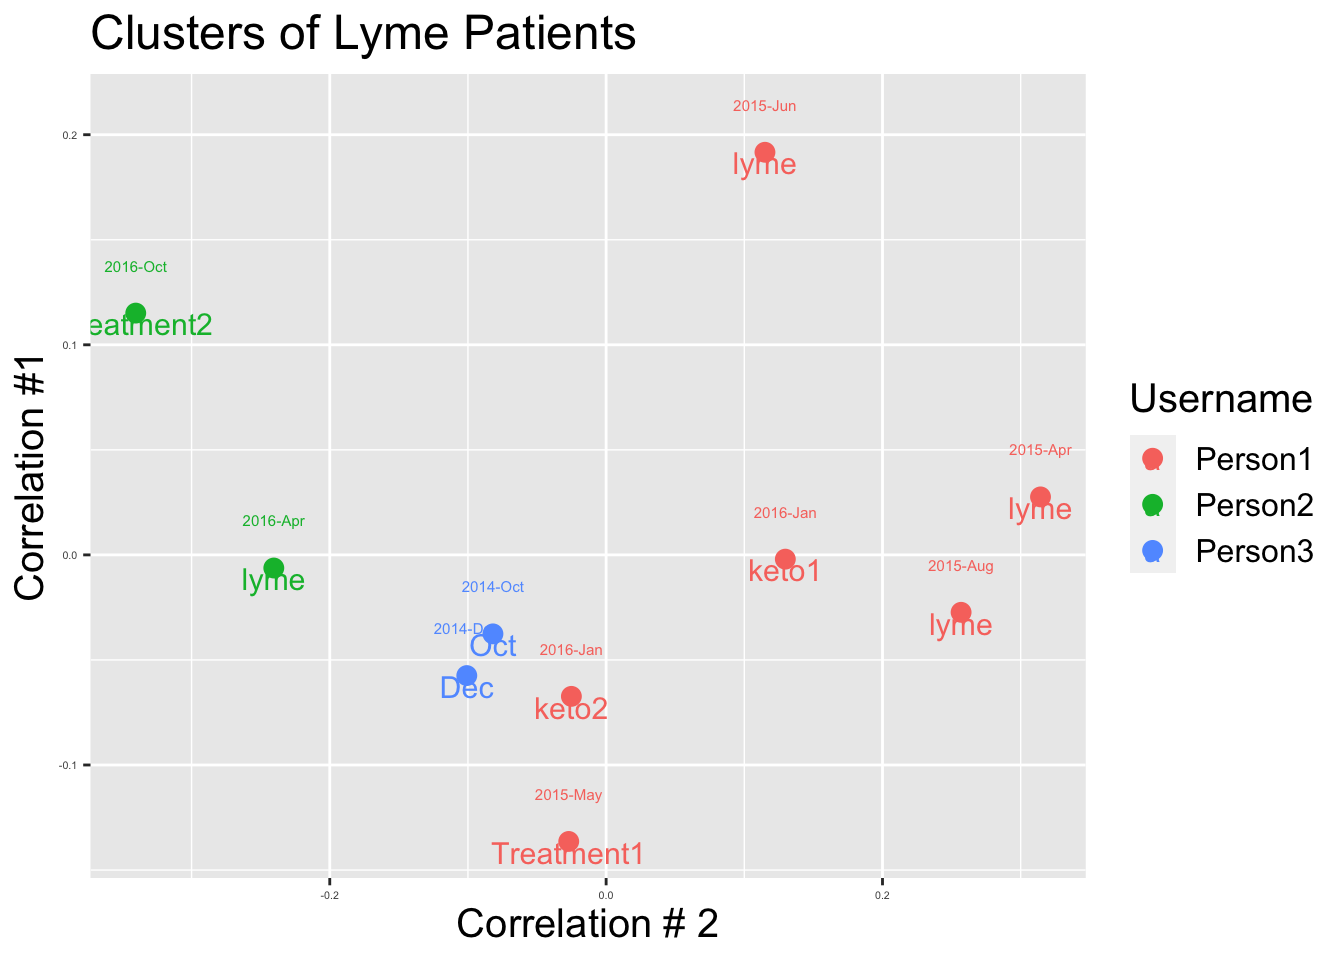 Clusters of Lyme Patients
Correlation #1
0.2
0.1
0.0
-0.1
2015-Jun
lyme
2016-Oct
eatment2
2015-Apr
lyme
2016-Jan
keto1
2016-Apr
lyme
2015-Aug
lyme
2014-Oct
Oct
2014-D
Dec
2016-Jan
keto2
2015-May
Treatment1
-0.2
0.0
0.2
Correlation # 2
Username
Person1
Person2
Person3